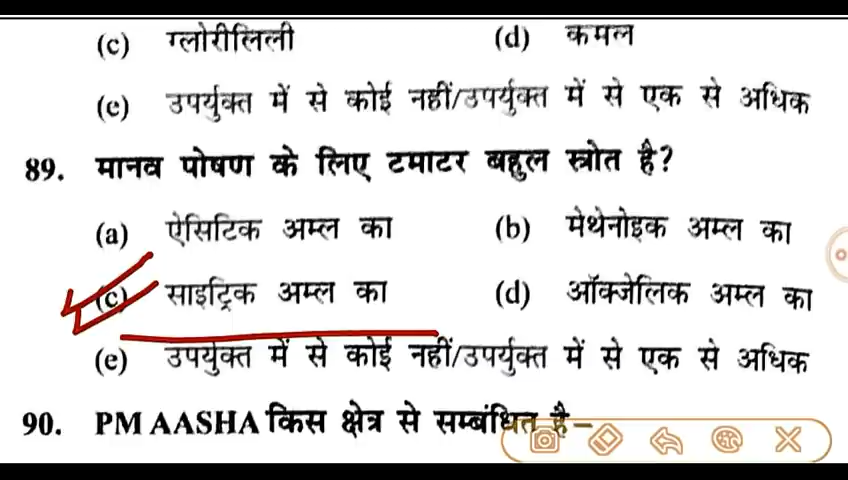 (c) ग्लोरीलिली (d) कमल
(e) उपर्युक्त में से कोई नहीं/उपर्युक्त में से एक से अधिक
89. मानव पोषण के लिए टमाटर बहुल स्त्रोत है?
(a) ऐसिटिक अम्ल का (b) मेथेनोइक अम्ल का
(c) साइट्रिक अम्ल का (d) ऑक्जेलिक अम्ल का
(e) उपर्युक्त में से कोई नहीं/उपर्युक्त में से एक से अधिक
90. PM AASHA किस क्षेत्र से सम्बंधित है–